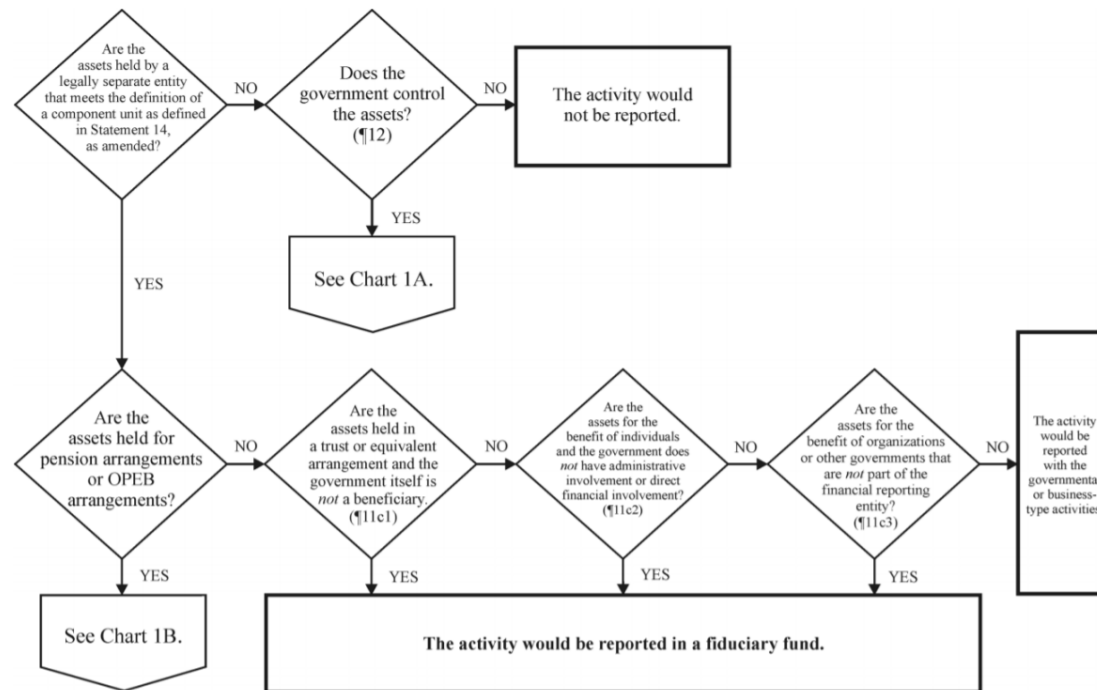 Are the
assets held by a
legally separate entity
that meets the definition of
a component unit as defined
in Statement 14,
as amended?
NO
Does the
government control
the assets?
(¶12)
NO
The activity would
not be reported.
YES
See Chart 1A.
YES
Are the
assets held for
pension arrangements
or OPEB
arrangements?
NO
Are the
assets held in
a trust or equivalent
arrangement and the
government itself is
not a beneficiary.
(¶11c1)
NO
Are the
assets for the
benefit of individuals
and the government does
not have administrative
involvement or direct
financial involvement?
(¶11c2)
NO
Are the
assets for the
benefit of organizations
or other governments that
are not part of the
financial reporting
entity?
(¶11c3)
NO
The activity
would be
reported
with the
governmenta
or business-
type activities
YES
See Chart 1B.
YES
YES
YES
The activity would be reported in a fiduciary fund.